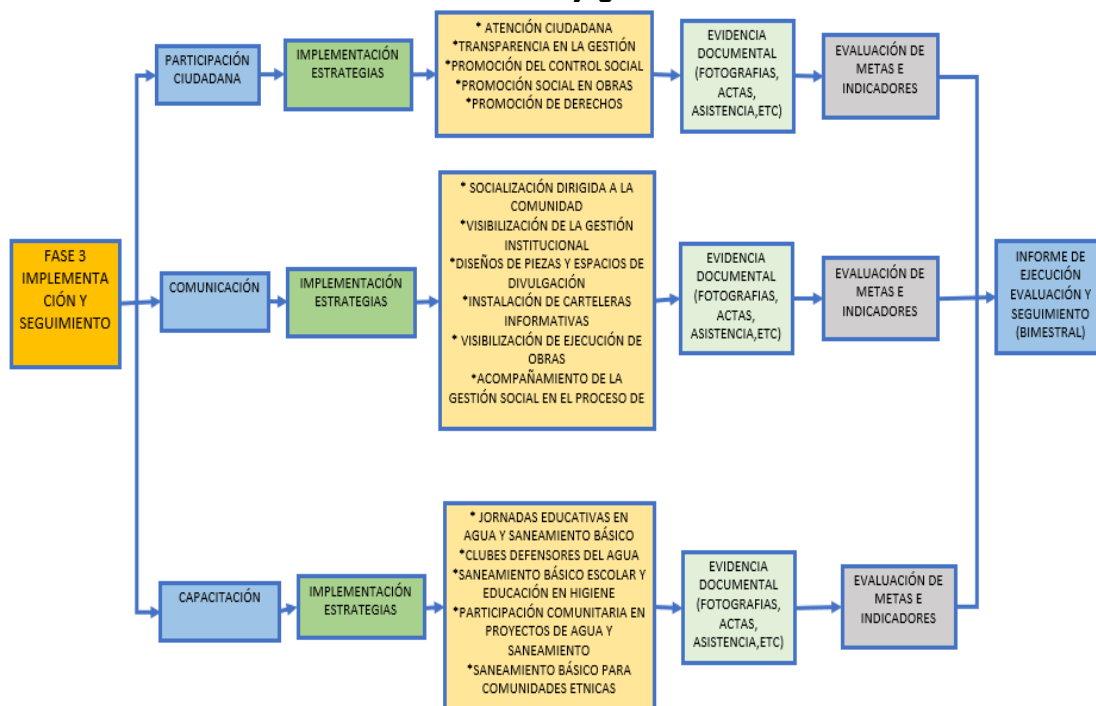 FASE 3
IMPLEMENTA
CIÓN Y
SEGUIMIENTO
PARTICIPACIÓN
CIUDADANA
IMPLEMENTACIÓN
ESTRATEGIAS
* ATENCIÓN CIUDADANA
*TRANSPARENCIA EN LA GESTIÓN
*PROMOCIÓN DEL CONTROL SOCIAL
*PROMOCIÓN SOCIAL EN OBRAS
*PROMOCIÓN DE DERECHOS
EVIDENCIA
DOCUMENTAL
(FOTOGRAFIAS,
ACTAS,
ASISTENCIA,ETC)
EVALUACIÓN DE
METAS E
INDICADORES
COMUNICACIÓN
IMPLEMENTACIÓN
ESTRATEGIAS
* SOCIALIZACIÓN DIRIGIDA A LA
COMUNIDAD
*VISIBILIZACIÓN DE LA GESTIÓN
INSTITUCIONAL
*DISEÑOS DE PIEZAS Y ESPACIOS DE
DIVULGACIÓN
*INSTALACIÓN DE CARTELERAS
INFORMATIVAS
* VISIBILIZACIÓN DE EJECUCIÓN DE
OBRAS
*ACOMPAÑAMIENTO DE LA
GESTIÓN SOCIAL EN EL PROCESO DE
EVIDENCIA
DOCUMENTAL
(FOTOGRAFIAS,
ACTAS,
ASISTENCIA,ETC)
EVALUACIÓN DE
METAS E
INDICADORES
CAPACITACIÓN
IMPLEMENTACIÓN
ESTRATEGIAS
* JORNADAS EDUCATIVAS EN
AGUA Y SANEAMIENTO BÁSICO
*CLUBES DEFENSORES DEL AGUA
*SANEAMIENTO BÁSICO ESCOLAR Y
EDUCACIÓN EN HIGIENE
*PARTICIPACIÓN COMUNITARIA EN
PROYECTOS DE AGUA Y
SANEAMIENTO
*SANEAMIENTO BÁSICO PARA
COMUNIDADES ETNICAS
EVIDENCIA
DOCUMENTAL
(FOTOGRAFIAS,
ACTAS,
ASISTENCIA,ETC)
EVALUACIÓN DE
METAS E
INDICADORES
INFORME DE
EJECUCIÓN
EVALUACIÓN Y
SEGUIMIENTO
(BIMESTRAL)